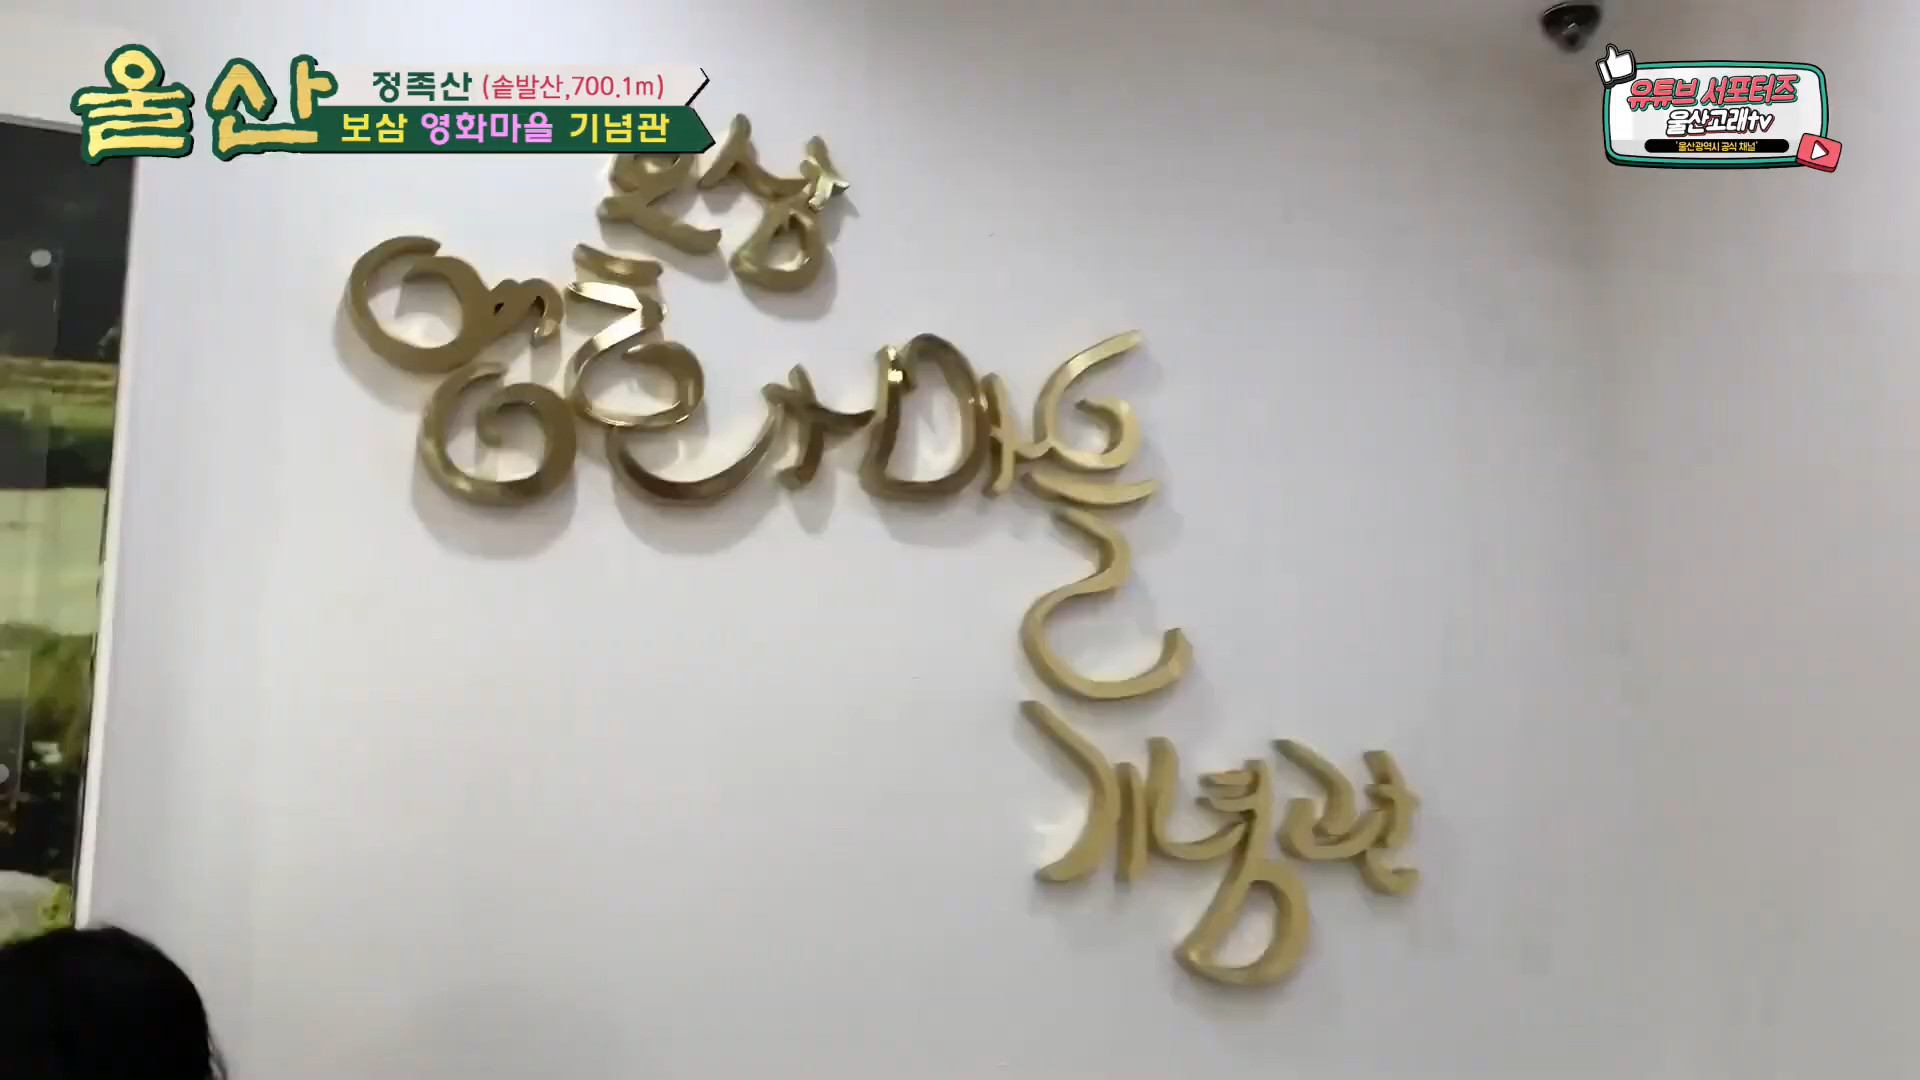 울산
정족산 (솥발산,700.1m)
보삼 영화마을 기념관
유튜브 서포터즈
울산고래tv
'울산광역시 공식 채널'
보삼
영화마을
기념관